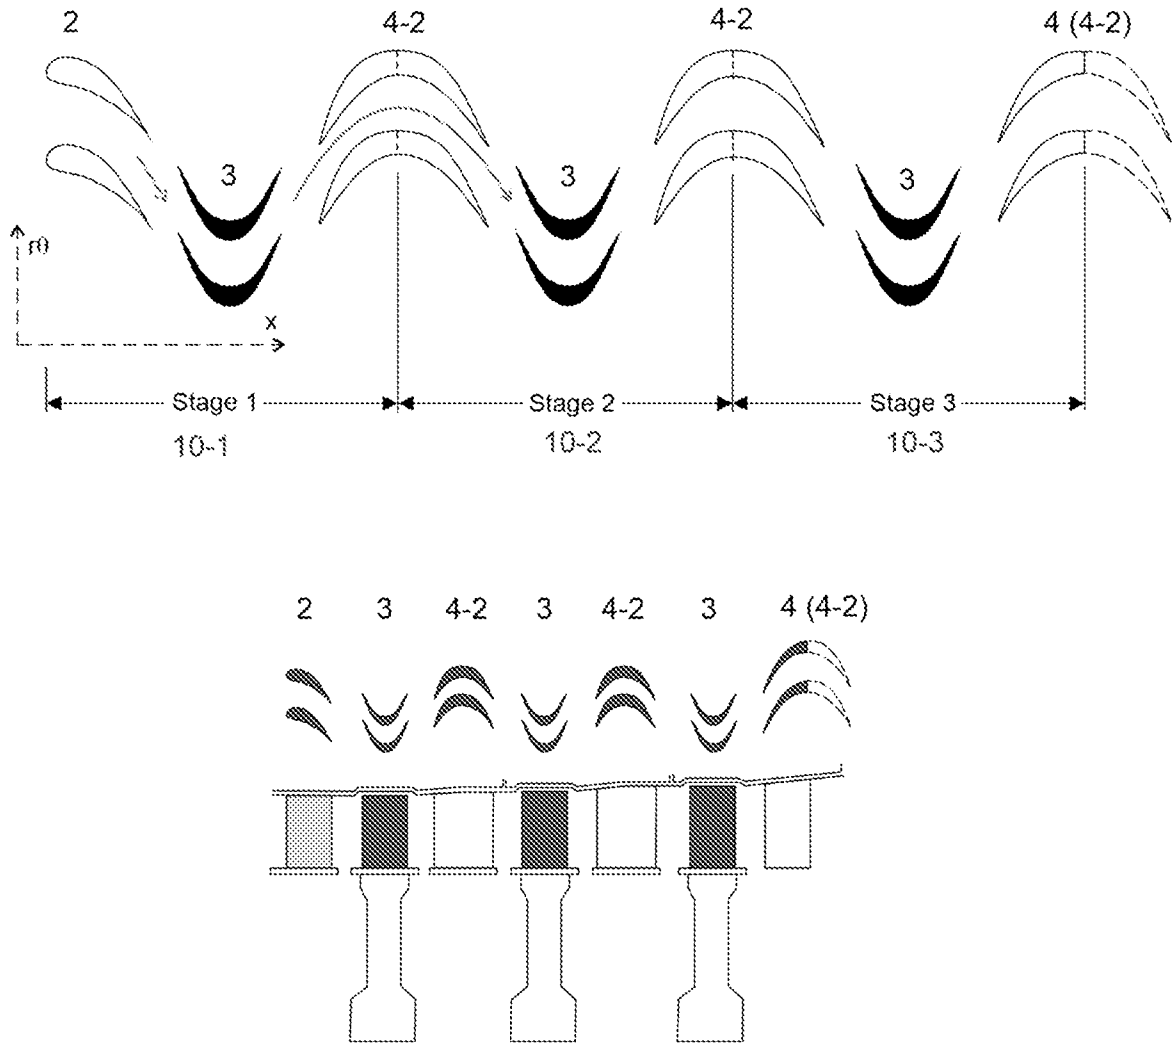 2 4-2 4-2 4 (4-2)
3 3 3
rθ
x
Stage 1 Stage 2 Stage 3
10-1 10-2 10-3
2 3 4-2 3 4-2 3 4 (4-2)